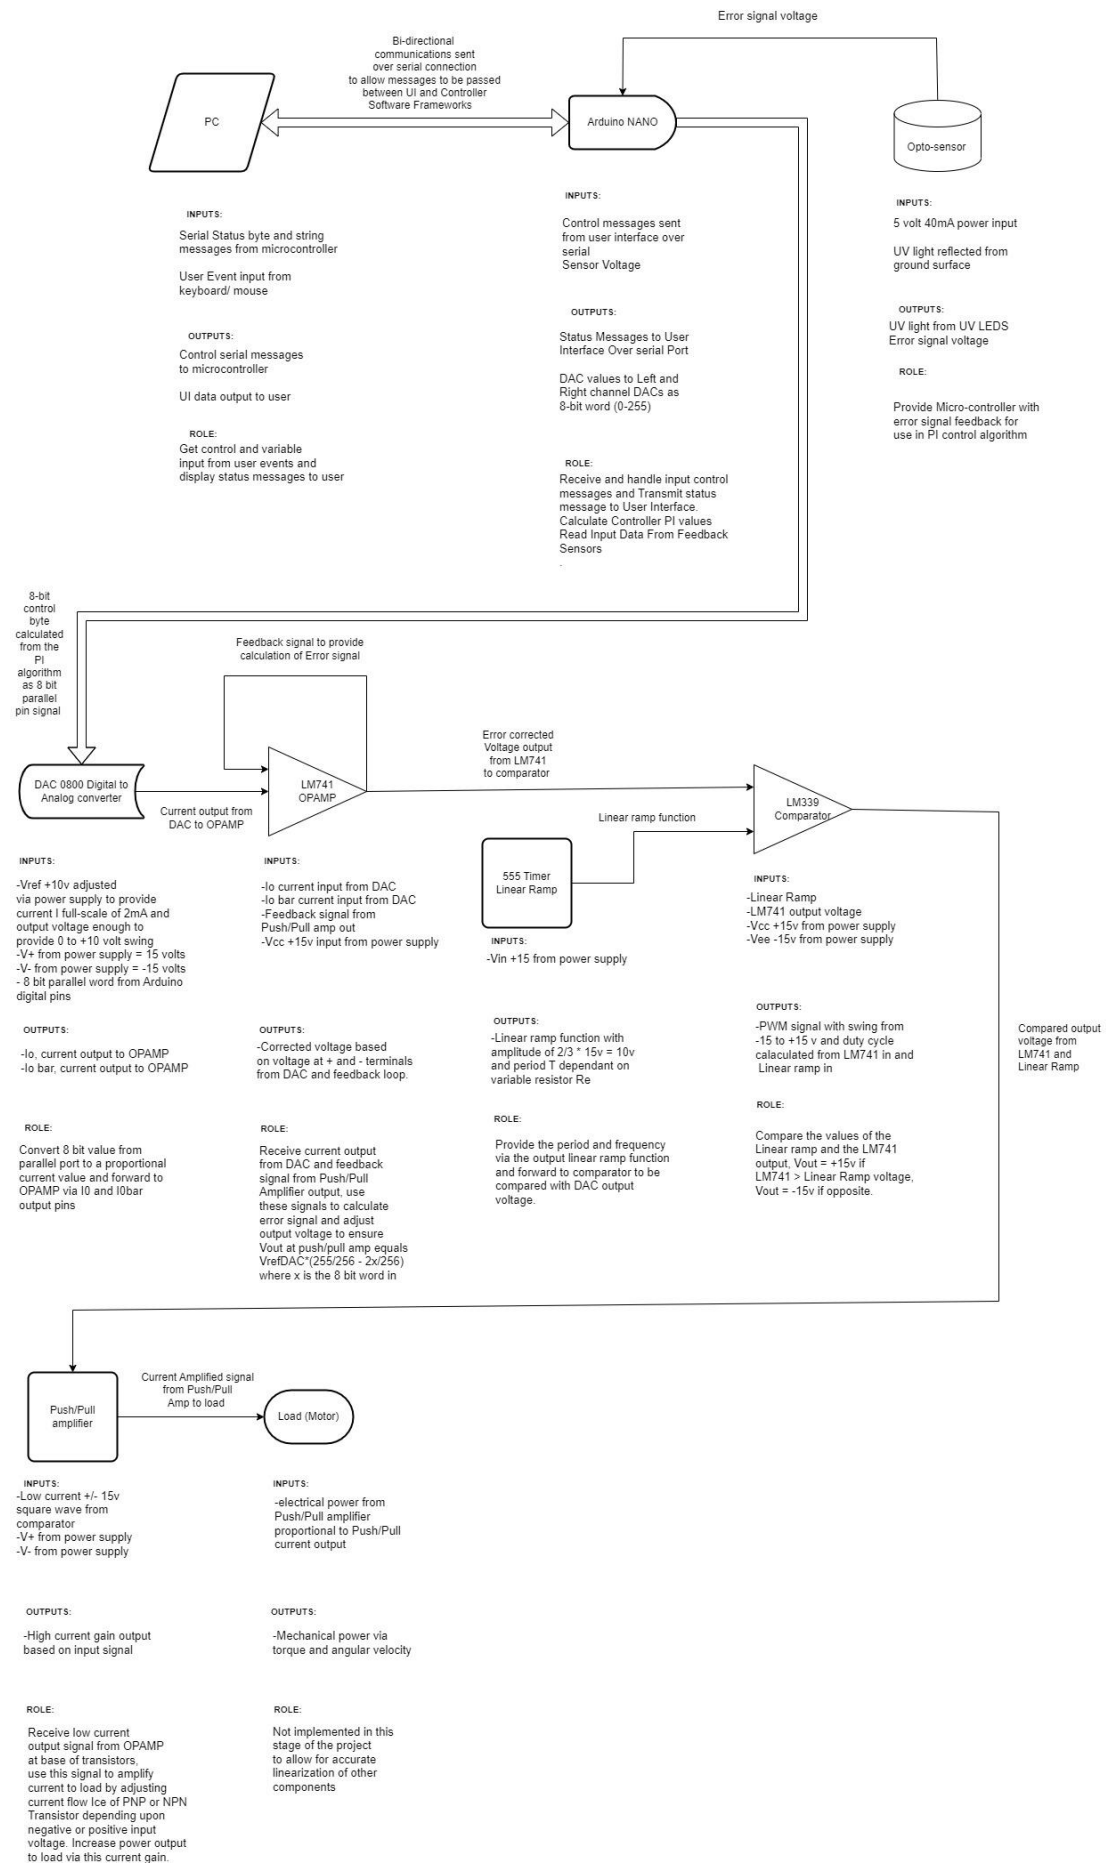 Error signal voltage
Bi-directional
communications sent
over serial connection
to allow messages to be passed
between UI and Controller
Software Frameworks
PC
Arduino NANO
Opto-sensor
INPUTS:
Serial Status byte and string
messages from microcontroller
User Event input from
keyboard/ mouse
OUTPUTS:
Control serial messages
to microcontroller
UI data output to user
ROLE:
Get control and variable
input from user events and
display status messages to user
INPUTS:
Control messages sent
from user interface over
serial
Sensor Voltage
OUTPUTS:
Status Messages to User
Interface Over serial Port
DAC values to Left and
Right channel DACs as
8-bit word (0-255)
ROLE:
Receive and handle input control
messages and Transmit status
message to User Interface.
Calculate Controller PI values
Read Input Data From Feedback
Sensors
.
INPUTS:
5 volt 40mA power input
UV light reflected from
ground surface
OUTPUTS:
UV light from UV LEDS
Error signal voltage
ROLE:
Provide Micro-controller with
error signal feedback for
use in PI control algorithm
8-bit
control
byte
calculated
from the
PI
algorithm
as 8 bit
parallel
pin signal
Feedback signal to provide
calculation of Error signal
DAC 0800 Digital to
Analog converter
Current output from
DAC to OPAMP
LM741
OPAMP
Error corrected
Voltage output
from LM741
to comparator
Linear ramp function
555 Timer
Linear Ramp
LM339
Comparator
INPUTS:
-Vref +10v adjusted
via power supply to provide
current I full-scale of 2mA and
output voltage enough to
provide 0 to +10 volt swing
-V+ from power supply = 15 volts
-V- from power supply = -15 volts
- 8 bit parallel word from Arduino
digital pins
OUTPUTS:
-Io, current output to OPAMP
-Io bar, current output to OPAMP
ROLE:
Convert 8 bit value from
parallel port to a proportional
current value and forward to
OPAMP via I0 and I0bar
output pins
INPUTS:
-Io current input from DAC
-Io bar current input from DAC
-Feedback signal from
Push/Pull amp out
-Vcc +15v input from power supply
OUTPUTS:
-Corrected voltage based
on voltage at + and - terminals
from DAC and feedback loop.
ROLE:
Receive current output
from DAC and feedback
signal from Push/Pull
Amplifier output, use
these signals to calculate
error signal and adjust
output voltage to ensure
Vout at push/pull amp equals
VrefDAC*(255/256 - 2x/256)
where x is the 8 bit word in
INPUTS:
-Vin +15 from power supply
OUTPUTS:
-Linear ramp function with
amplitude of 2/3 * 15v = 10v
and period T dependant on
variable resistor Re
ROLE:
Provide the period and frequency
via the output linear ramp function
and forward to comparator to be
compared with DAC output
voltage.
INPUTS:
-Linear Ramp
-LM741 output voltage
-Vcc +15v from power supply
-Vee -15v from power supply
OUTPUTS:
-PWM signal with swing from
-15 to +15 v and duty cycle
calaculated from LM741 in and
Linear ramp in
ROLE:
Compare the values of the
Linear ramp and the LM741
output, Vout = +15v if
LM741 > Linear Ramp voltage,
Vout = -15v if opposite.
Compared output
voltage from
LM741 and
Linear Ramp
Push/Pull
amplifier
Current Amplified signal
from Push/Pull
Amp to load
Load (Motor)
INPUTS:
-Low current +/- 15v
square wave from
comparator
-V+ from power supply
-V- from power supply
OUTPUTS:
-High current gain output
based on input signal
ROLE:
Receive low current
output signal from OPAMP
at base of transistors,
use this signal to amplify
current to load by adjusting
current flow Ice of PNP or NPN
Transistor depending upon
negative or positive input
voltage. Increase power output
to load via this current gain.
INPUTS:
-electrical power from
Push/Pull amplifier
proportional to Push/Pull
current output
OUTPUTS:
-Mechanical power via
torque and angular velocity
ROLE:
Not implemented in this
stage of the project
to allow for accurate
linearization of other
components